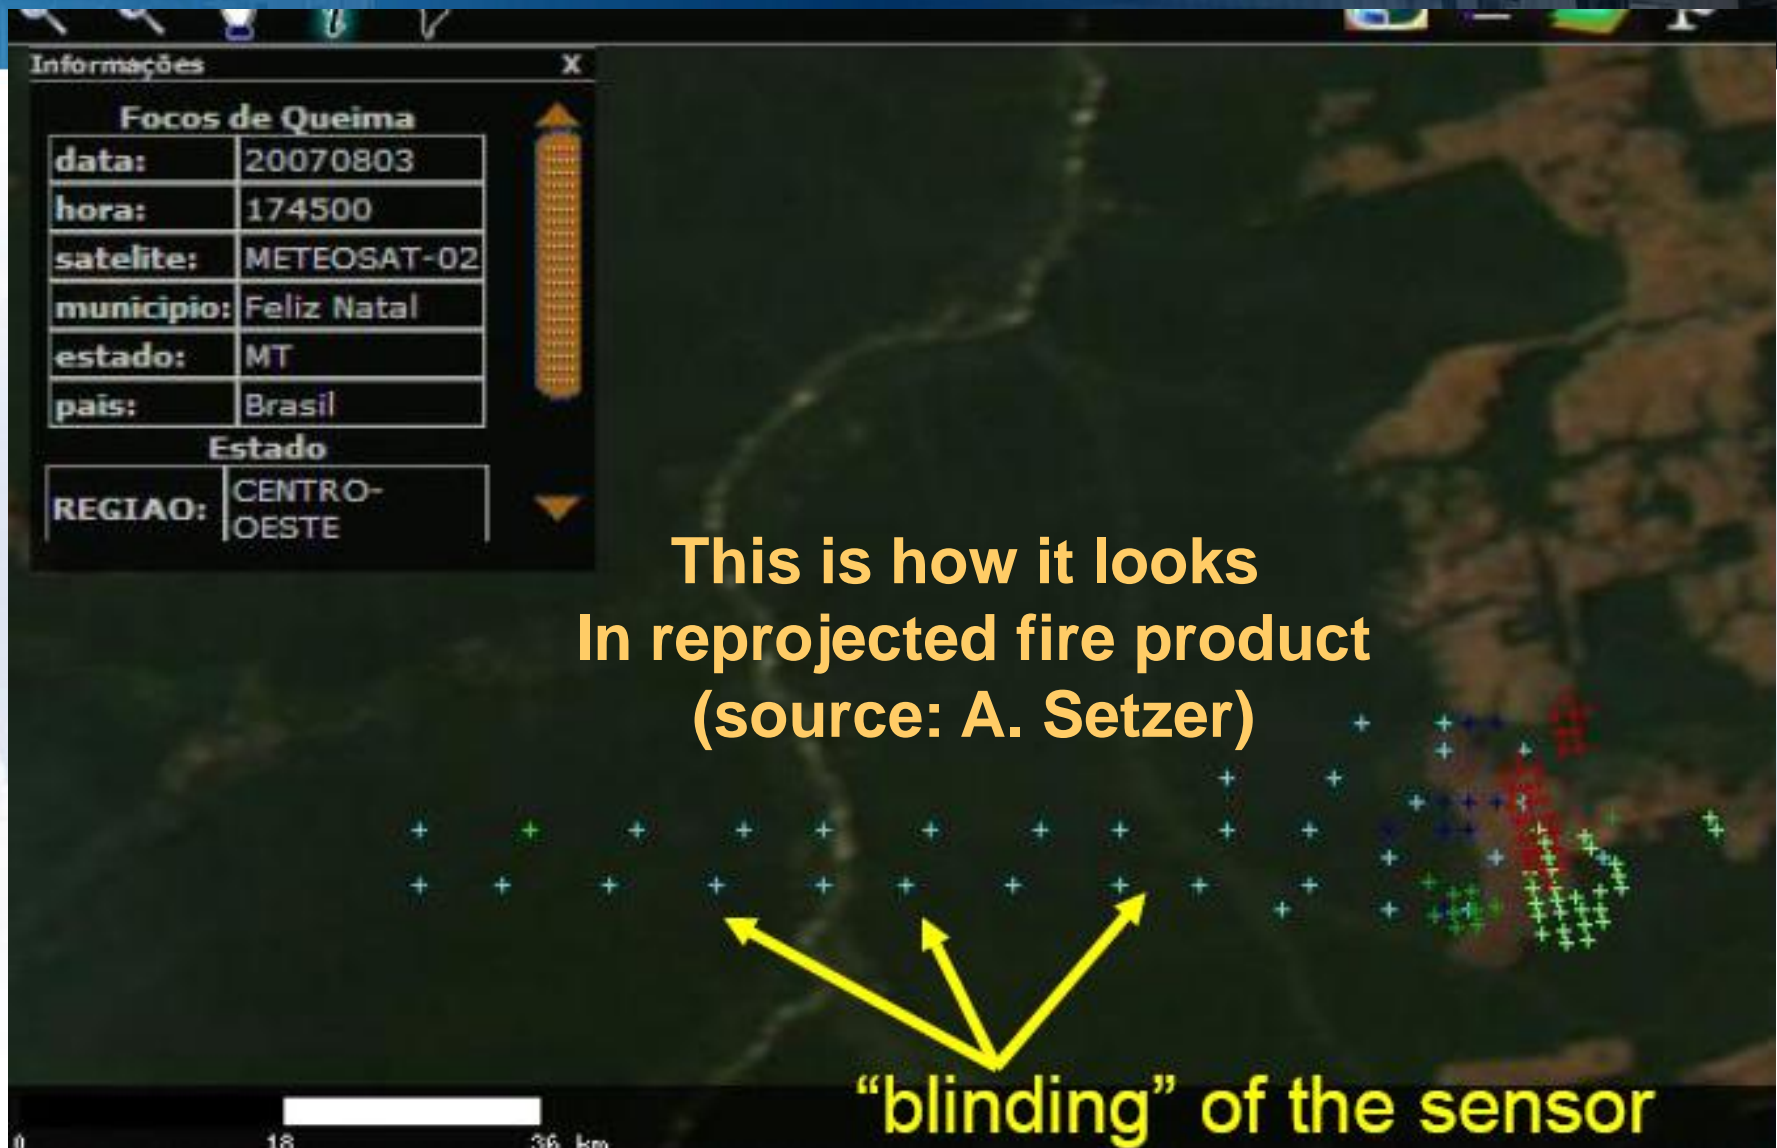 Informações X
Focos de Queima
data: 20070803
hora: 174500
satelite: METEOSAT-02
municipio: Feliz Natal
estado: MT
pais: Brasil
Estado
REGIAO: CENTRO-
OESTE
This is how it looks
In reprojected fire product
(source: A. Setzer)
“blinding” of the sensor
0 18 36 km